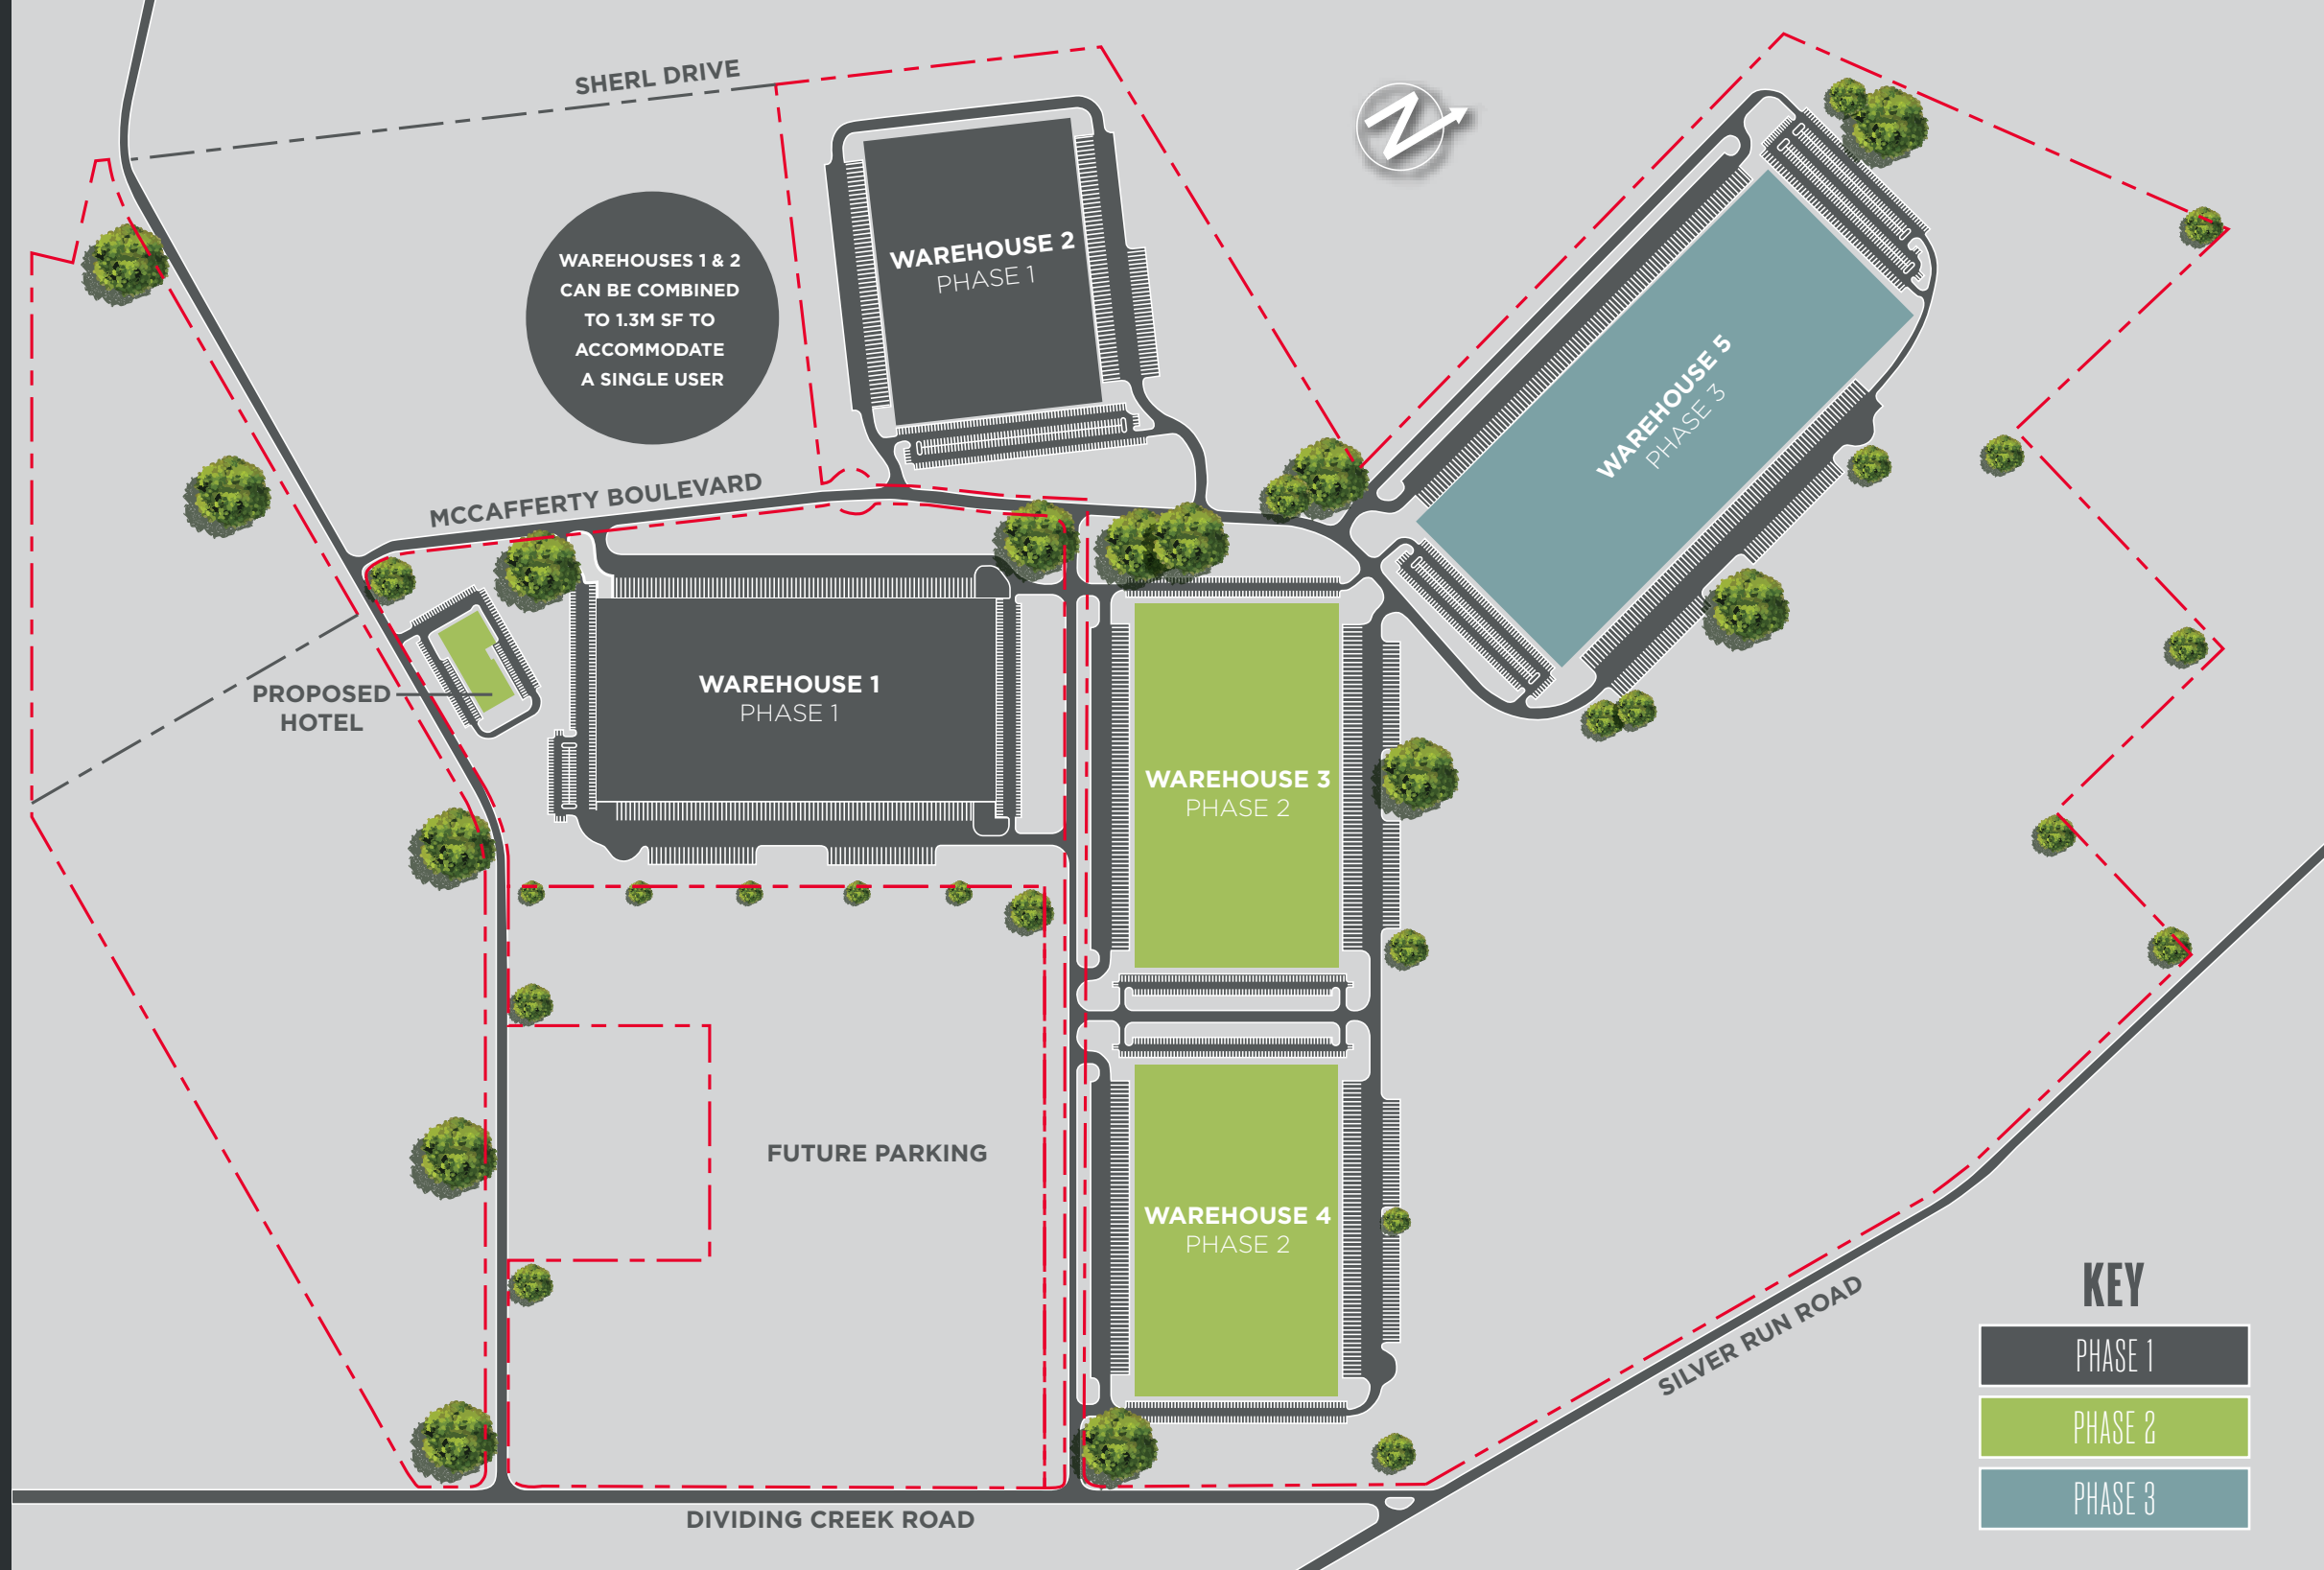 SHERL DRIVE
N
WAREHOUSES 1 & 2
CAN BE COMBINED
TO 1.3M SF TO
ACCOMMODATE
A SINGLE USER
WAREHOUSE 2
PHASE 1
WAREHOUSE 5
PHASE 3
MCCAFFERTY BOULEVARD
PROPOSED
HOTEL
WAREHOUSE 1
PHASE 1
WAREHOUSE 3
PHASE 2
FUTURE PARKING
WAREHOUSE 4
PHASE 2
SILVER RUN ROAD
DIVIDING CREEK ROAD
KEY
PHASE 1
PHASE 2
PHASE 3